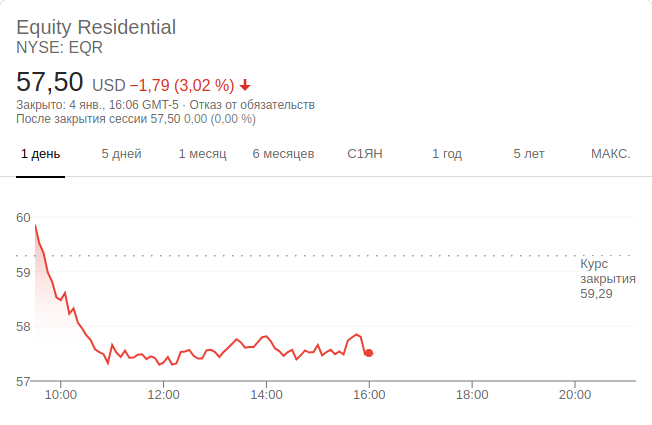 Equity Residential
NYSE: EQR
57,50 USD −1,79 (3,02 %)
Закрыто: 4 янв., 16:06 GMT-5 · Отказ от обязательств
После закрытия сессии 57,50 0,00 (0,00 %)
1 день 5 дней 1 месяц 6 месяцев С1ЯН 1 год 5 лет МАКС.
60
59
58
57
Курс
закрытия
59,29
10:00 12:00 14:00 16:00 18:00 20:00